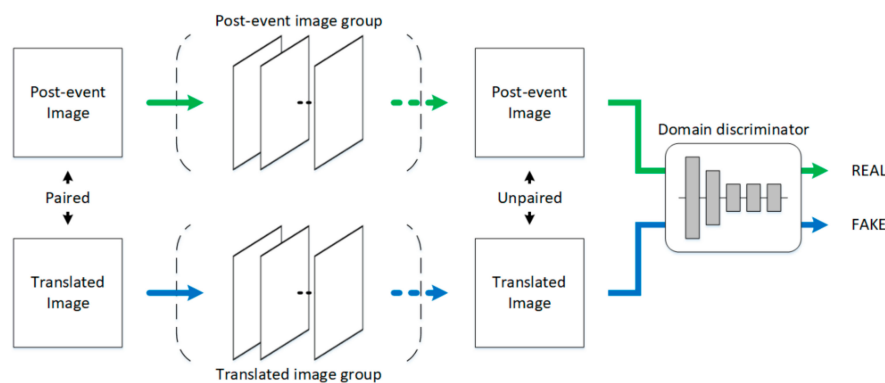 Post-event image group
Post-event
Image
Post-event
Image
Domain discriminator
REAL
Paired
Unpaired
FAKE
Translated
Image
Translated
Image
Translated image group